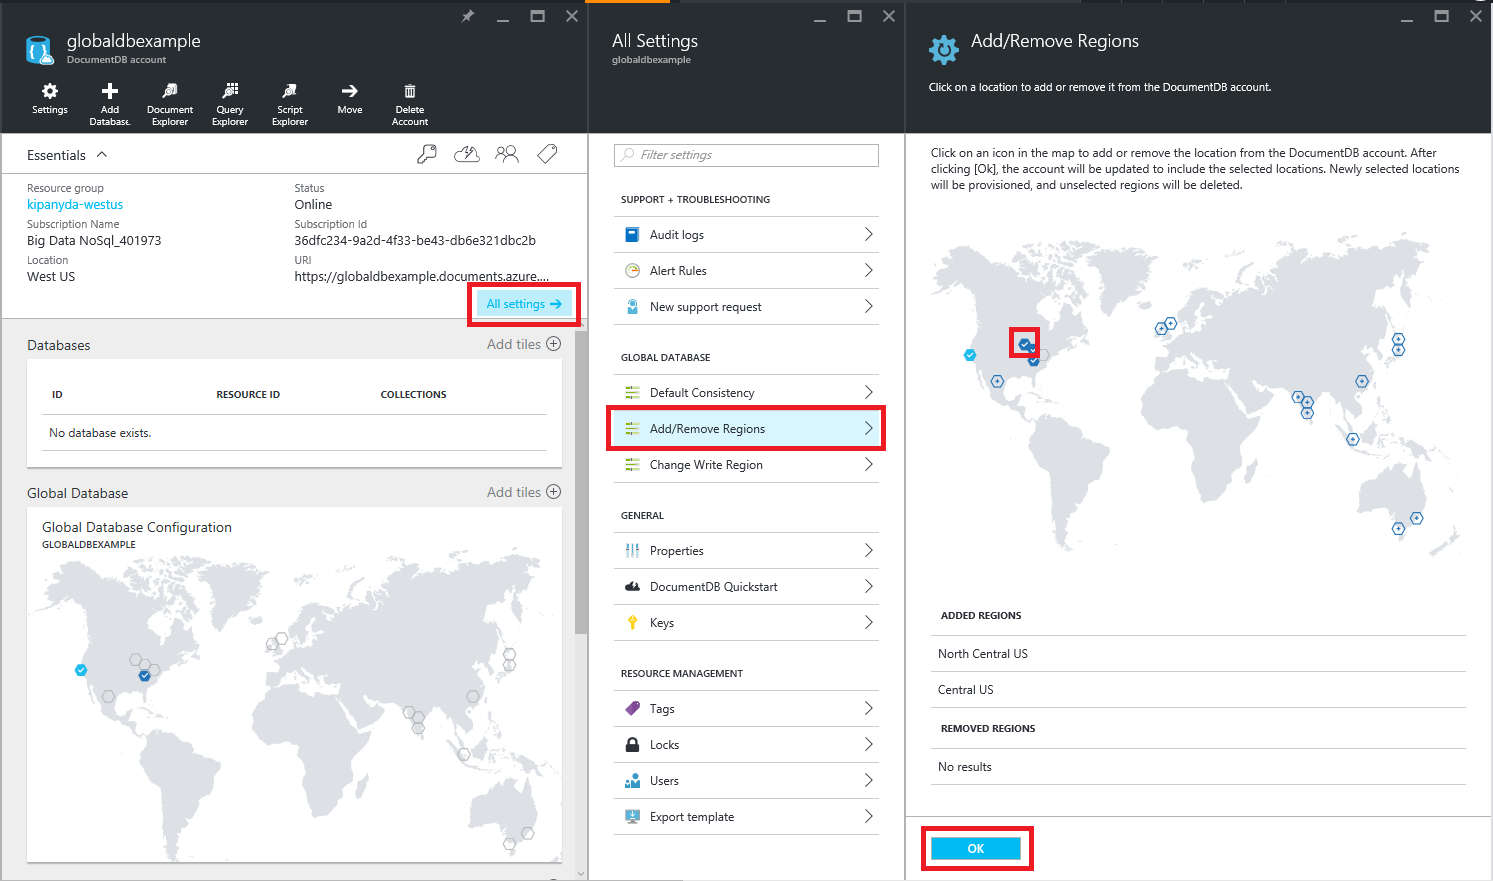 globaldbexample
DocumentDB account
Settings
Add Database.
Document Explorer
Query Explorer
Script Explorer
Move
Delete Account
Essentials
Resource group
kipanyda-westus
Status
Online
Subscription Name
Big Data NoSql_401973
Subscription Id
36dfc234-9a2d-4f33-be43-db6e321dbc2b
Location
West US
URI
https://globaldbexample.documents.azure....
All settings
Databases
Add tiles
ID RESOURCE ID COLLECTIONS
No database exists.
Global Database
Add tiles
Global Database Configuration
GLOBALDBEXAMPLE
All Settings
globaldbexample
Filter settings
SUPPORT + TROUBLESHOOTING
Audit logs
Alert Rules
New support request
GLOBAL DATABASE
Default Consistency
Add/Remove Regions
Change Write Region
GENERAL
Properties
DocumentDB Quickstart
Keys
RESOURCE MANAGEMENT
Tags
Locks
Users
Export template
Add/Remove Regions
Click on a location to add or remove it from the DocumentDB account.
Click on an icon in the map to add or remove the location from the DocumentDB account. After
clicking [Ok], the account will be updated to include the selected locations. Newly selected locations
will be provisioned, and unselected regions will be deleted.
ADDED REGIONS
North Central US
Central US
REMOVED REGIONS
No results
OK